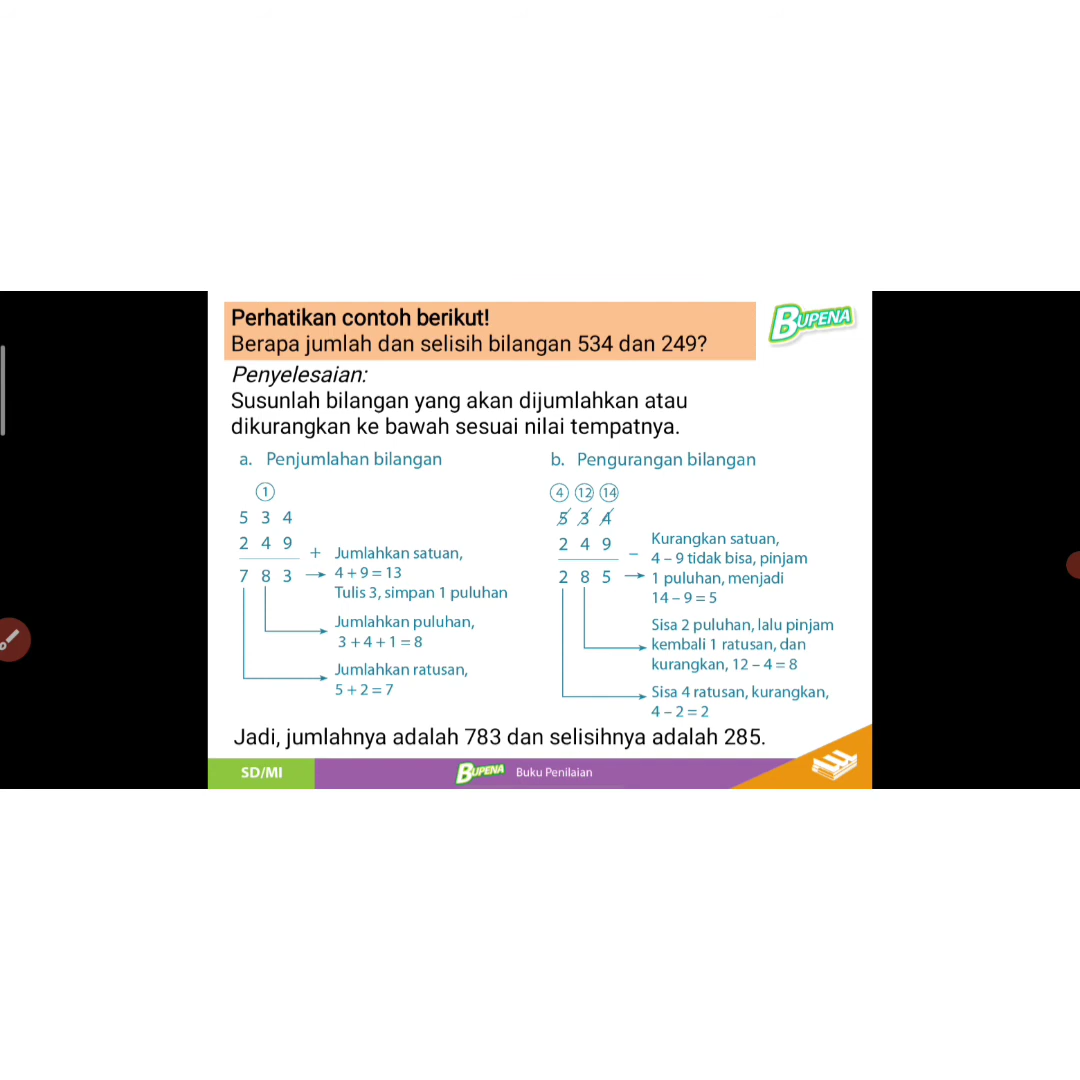 Perhatikan contoh berikut!
Berapa jumlah dan selisih bilangan 534 dan 249?
BUPENA
Penyelesaian:
Susunlah bilangan yang akan dijumlahkan atau
dikurangkan ke bawah sesuai nilai tempatnya.
a. Penjumlahan bilangan
1
5 3 4
2 4 9
+
7 8 3
Jumlahkan satuan,
4 + 9 = 13
Tulis 3, simpan 1 puluhan
Jumlahkan puluhan,
3 + 4 + 1 = 8
Jumlahkan ratusan,
5 + 2 = 7
b. Pengurangan bilangan
4 12 14
5 3 4
2 4 9
–
2 8 5
Kurangkan satuan,
4 – 9 tidak bisa, pinjam
1 puluhan, menjadi
14 – 9 = 5
Sisa 2 puluhan, lalu pinjam
kembali 1 ratusan, dan
kurangkan, 12 – 4 = 8
Sisa 4 ratusan, kurangkan,
4 – 2 = 2
Jadi, jumlahnya adalah 783 dan selisihnya adalah 285.
SD/MI
BUPENA Buku Penilaian